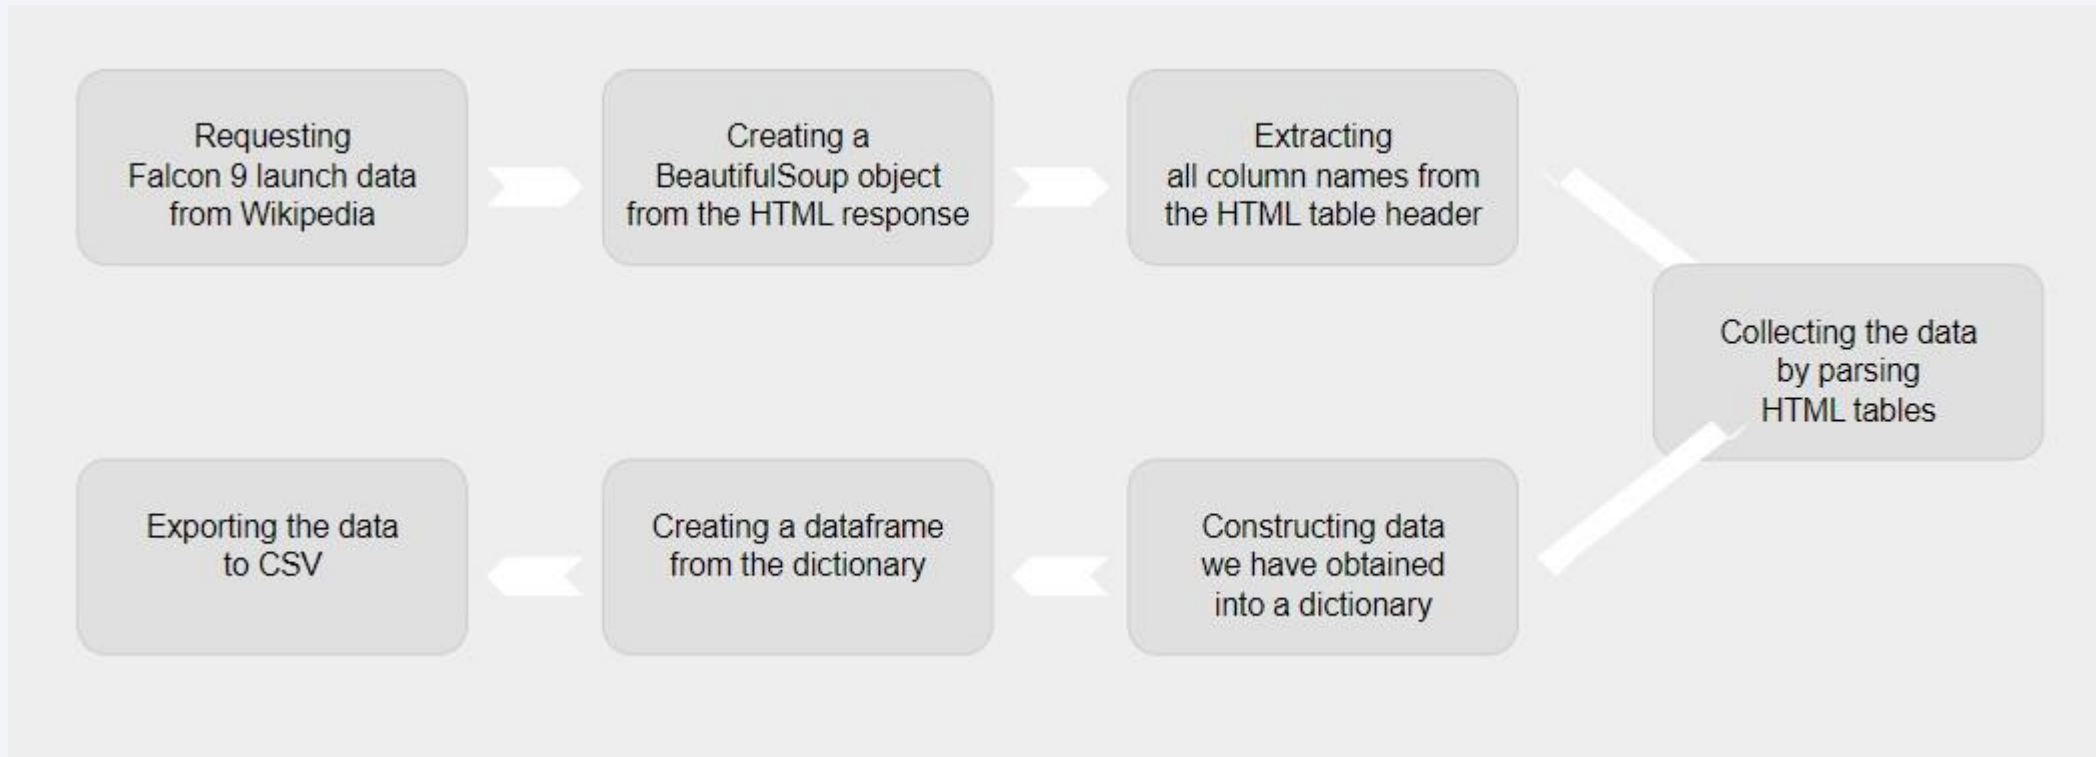 Requesting
Falcon 9 launch data
from Wikipedia
Creating a
BeautifulSoup object
from the HTML response
Extracting
all column names from
the HTML table header
Collecting the data
by parsing
HTML tables
Constructing data
we have obtained
into a dictionary
Creating a dataframe
from the dictionary
Exporting the data
to CSV